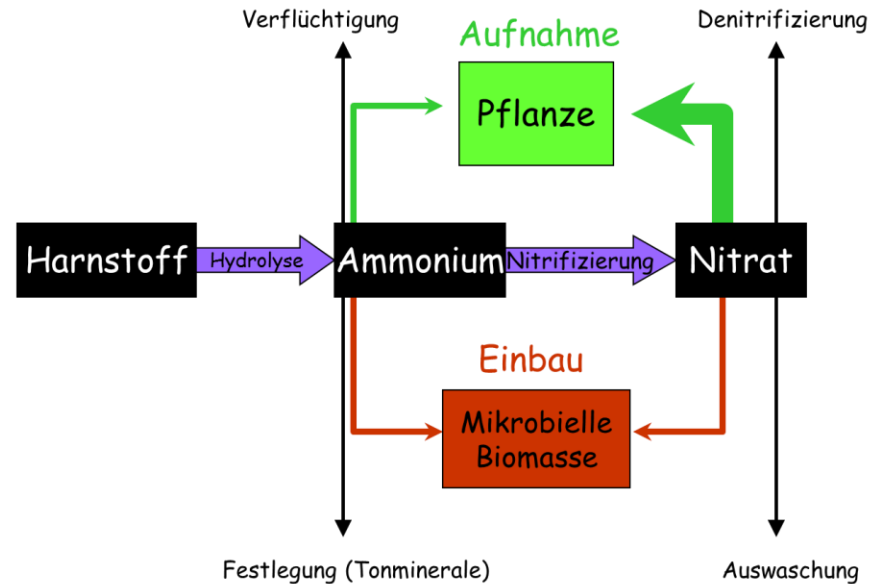 Verflüchtigung
Denitrifizierung
Aufnahme
Pflanze
Harnstoff
Hydrolyse
Ammonium
Nitrifizierung
Nitrat
Einbau
Mikrobielle
Biomasse
Festlegung (Tonminerale)
Auswaschung